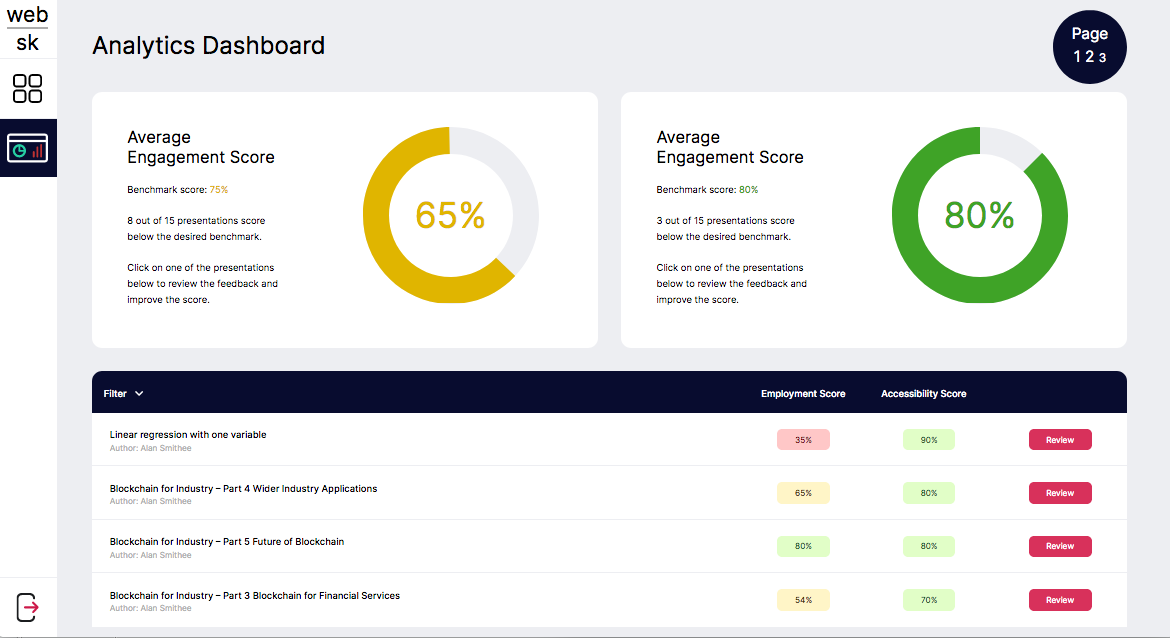 web
sk
Analytics Dashboard
Page
1 2 3
Average
Engagement Score
Benchmark score: 75%
8 out of 15 presentations score
below the desired benchmark.
Click on one of the presentations
below to review the feedback and
improve the score.
65%
Average
Engagement Score
Benchmark score: 80%
3 out of 15 presentations score
below the desired benchmark.
Click on one of the presentations
below to review the feedback and
improve the score.
80%
Filter Employment Score Accessibility Score
Linear regression with one variable
Author: Alan Smithee
35% 90% Review
Blockchain for Industry – Part 4 Wider Industry Applications
Author: Alan Smithee
65% 80% Review
Blockchain for Industry – Part 5 Future of Blockchain
Author: Alan Smithee
80% 80% Review
Blockchain for Industry – Part 3 Blockchain for Financial Services
Author: Alan Smithee
54% 70% Review